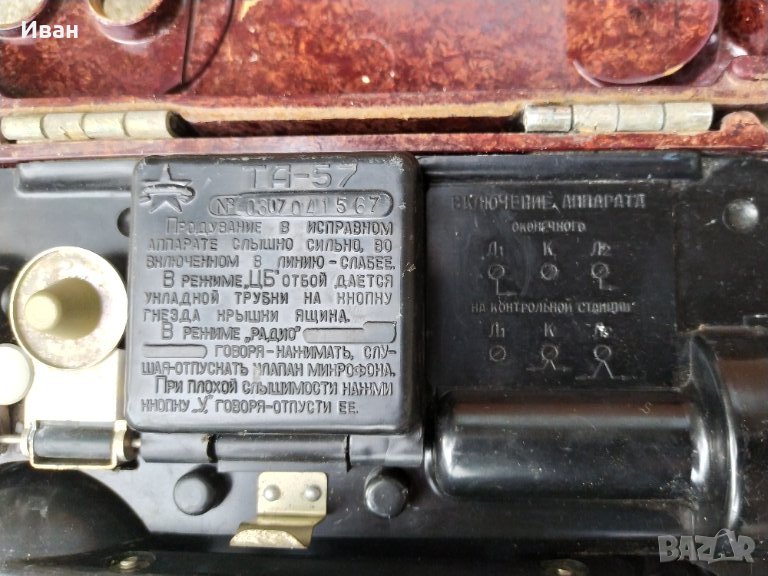 Иван
ТА-57
№ 0307041567
ПРОДУВАНИЕ В ИСПРАВНОМ
АППАРАТЕ СЛЫШНО СИЛЬНО, ВО
ВКЛЮЧЕННОМ В ЛИНИЮ-СЛАБЕЕ.
В РЕЖИМЕ „ЦБ" ОТБОЙ ДАЕТСЯ
УКЛАДКОЙ ТРУБКИ НА КНОПКУ
ГНЕЗДА КРЫШКИ ЯЩИКА.
В РЕЖИМЕ „РАДИО"
ГОВОРЯ-НАЖИМАТЬ, СЛУ-
ШАЯ-ОТПУСКАТЬ КЛАПАН МИКРОФОНА.
ПРИ ПЛОХОЙ СЛЫШИМОСТИ НАЖМИ
КНОПКУ „У", ГОВОРЯ-ОТПУСТИ ЕЕ.
ВКЛЮЧЕНИЕ АППАРАТА
ОКОНЕЧНОГО
Л1 К Л2
НА КОНТРОЛЬНОЙ СТАНЦИИ
Л1 К Л2
BAZAR